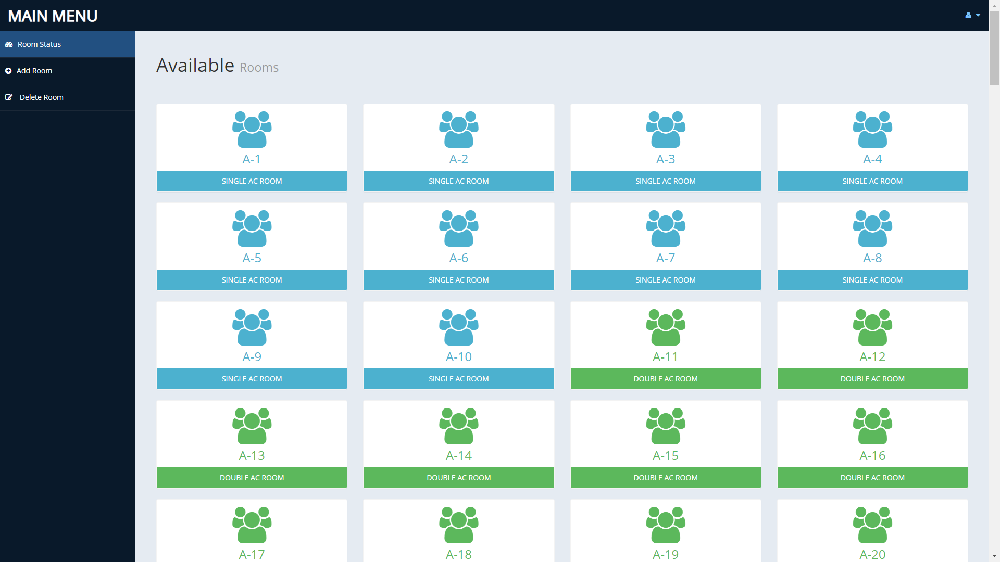 MAIN MENU
Room Status
Add Room
Delete Room
Available Rooms
A-1
SINGLE AC ROOM
A-2
SINGLE AC ROOM
A-3
SINGLE AC ROOM
A-4
SINGLE AC ROOM
A-5
SINGLE AC ROOM
A-6
SINGLE AC ROOM
A-7
SINGLE AC ROOM
A-8
SINGLE AC ROOM
A-9
SINGLE AC ROOM
A-10
SINGLE AC ROOM
A-11
DOUBLE AC ROOM
A-12
DOUBLE AC ROOM
A-13
DOUBLE AC ROOM
A-14
DOUBLE AC ROOM
A-15
DOUBLE AC ROOM
A-16
DOUBLE AC ROOM
A-17
A-18
A-19
A-20